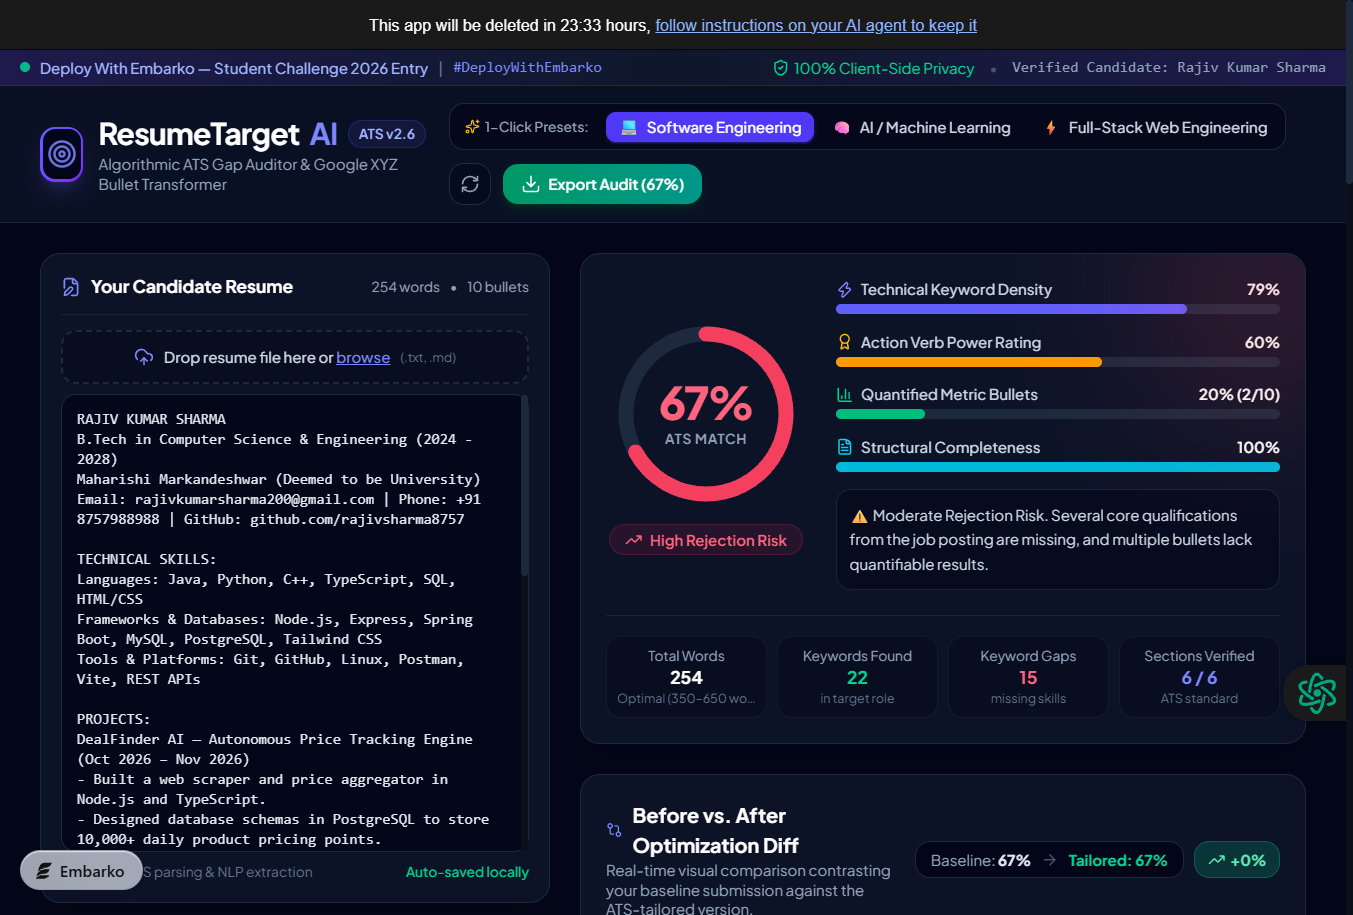 This app will be deleted in 23:33 hours, follow instructions on your AI agent to keep it
Deploy With Embarko — Student Challenge 2026 Entry | #DeployWithEmbarko
100% Client-Side Privacy • Verified Candidate: Rajiv Kumar Sharma
ResumeTarget AI ATS v2.6
Algorithmic ATS Gap Auditor & Google XYZ
Bullet Transformer
1-Click Presets: Software Engineering AI / Machine Learning Full-Stack Web Engineering
Export Audit (67%)
Your Candidate Resume 254 words • 10 bullets
Drop resume file here or browse (.txt, .md)
RAJIV KUMAR SHARMA
B.Tech in Computer Science & Engineering (2024 -
2028)
Maharishi Markandeshwar (Deemed to be University)
Email: rajivkumarsharma200@gmail.com | Phone: +91
8757988988 | GitHub: github.com/rajivsharma8757
TECHNICAL SKILLS:
Languages: Java, Python, C++, TypeScript, SQL,
HTML/CSS
Frameworks & Databases: Node.js, Express, Spring
Boot, MySQL, PostgreSQL, Tailwind CSS
Tools & Platforms: Git, GitHub, Linux, Postman,
Vite, REST APIs
PROJECTS:
DealFinder AI — Autonomous Price Tracking Engine
(Oct 2026 — Nov 2026)
- Built a web scraper and price aggregator in
Node.js and TypeScript.
- Designed database schemas in PostgreSQL to store
10,000+ daily product pricing points.
Embarko
S parsing & NLP extraction
Auto-saved locally
67%
ATS MATCH
High Rejection Risk
Technical Keyword Density 79%
Action Verb Power Rating 60%
Quantified Metric Bullets 20% (2/10)
Structural Completeness 100%
⚠️ Moderate Rejection Risk. Several core qualifications
from the job posting are missing, and multiple bullets lack
quantifiable results.
Total Words
254
Optimal (350–650 wo...
Keywords Found
22
in target role
Keyword Gaps
15
missing skills
Sections Verified
6 / 6
ATS standard
Before vs. After
Optimization Diff
Real-time visual comparison contrasting
your baseline submission against the
ATS-tailored version.
Baseline: 67% → Tailored: 67%
+0%